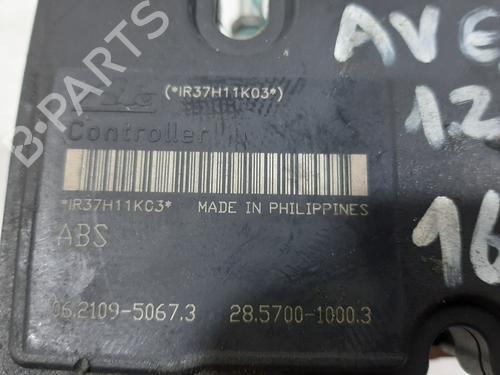 B-PARTS
AVE
(*IR37H11K03*)
Controller
12
*IR37H11K03* MADE IN PHILIPPINES
ABS
16
06.2109-5067.3 28.5700-1000.3